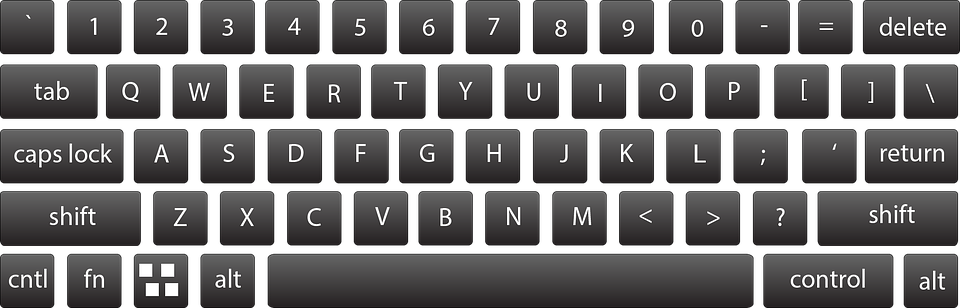 ` 1 2 3 4 5 6 7 8 9 0 - = delete
tab Q W E R T Y U I O P [ ] \
caps lock A S D F G H J K L ; ‘ return
shift Z X C V B N M < > ? shift
cntl fn alt control alt